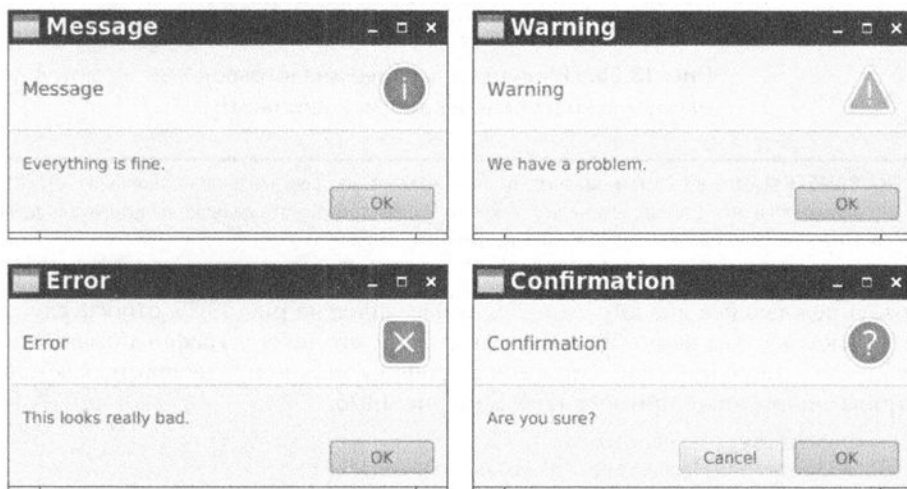 Message
Message
Everything is fine.
OK
Warning
Warning
We have a problem.
OK
Error
Error
This looks really bad.
OK
Confirmation
Confirmation
Are you sure?
Cancel OK